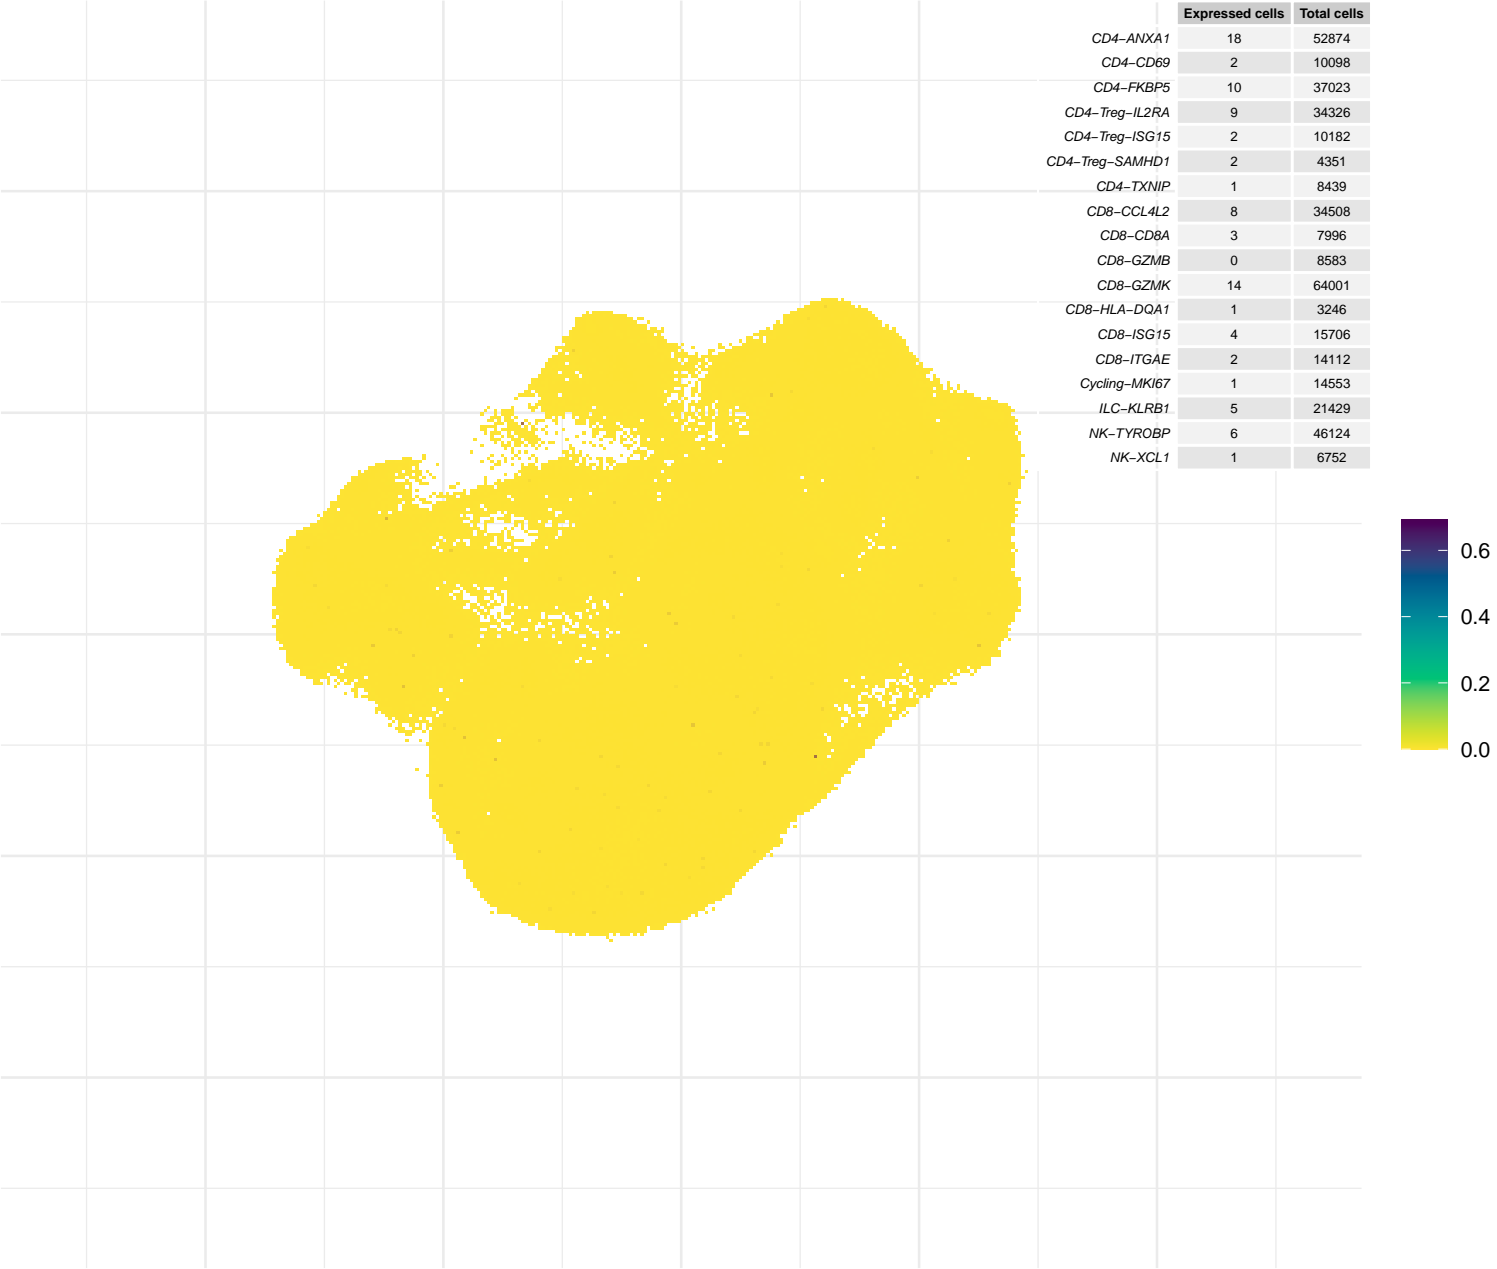 Expressed cells Total cells
CD4−ANXA1 18 52874
CD4−CD69 2 10098
CD4−FKBP5 10 37023
CD4−Treg−IL2RA 9 34326
CD4−Treg−ISG15 2 10182
CD4−Treg−SAMHD1 2 4351
CD4−TXNIP 1 8439
CD8−CCL4L2 8 34508
CD8−CD8A 3 7996
CD8−GZMB 0 8583
CD8−GZMK 14 64001
CD8−HLA−DQA1 1 3246
CD8−ISG15 4 15706
CD8−ITGAE 2 14112
Cycling−MKI67 1 14553
ILC−KLRB1 5 21429
NK−TYROBP 6 46124
NK−XCL1 1 6752
0.6
0.4
0.2
0.0